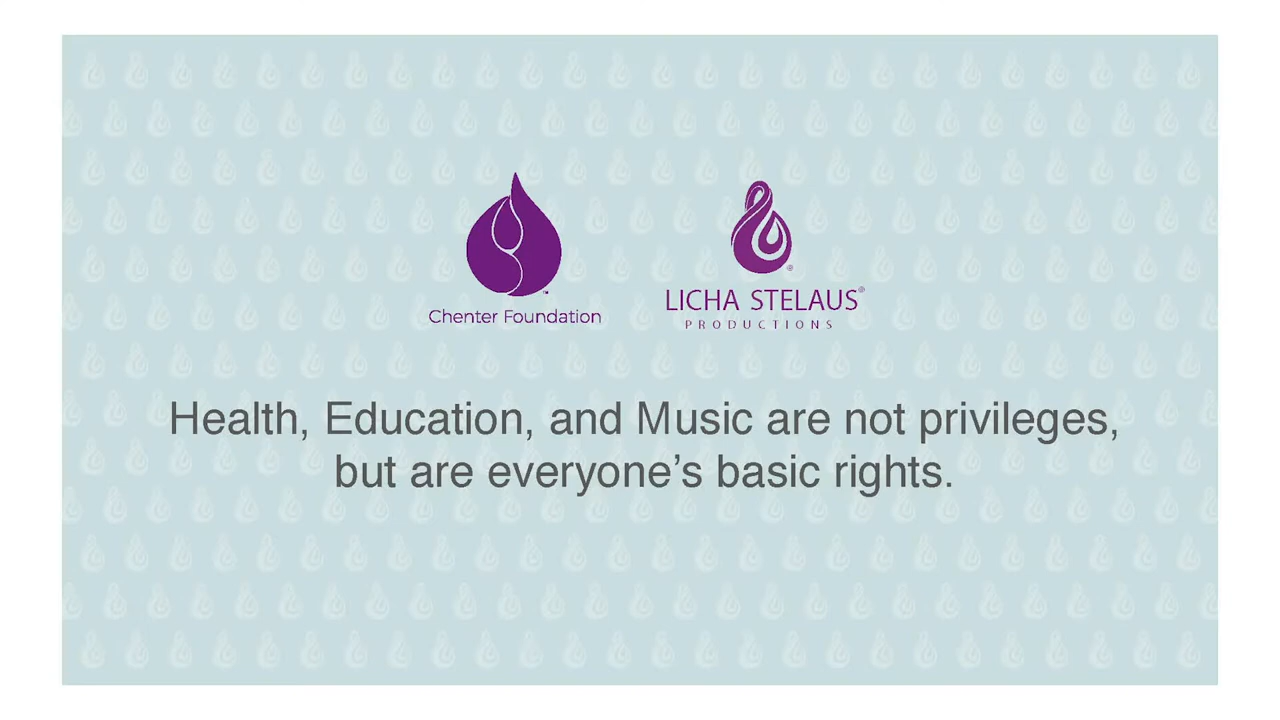 Chenter Foundation
LICHA STELAUS®
PRODUCTIONS
Health, Education, and Music are not privileges,
but are everyone’s basic rights.